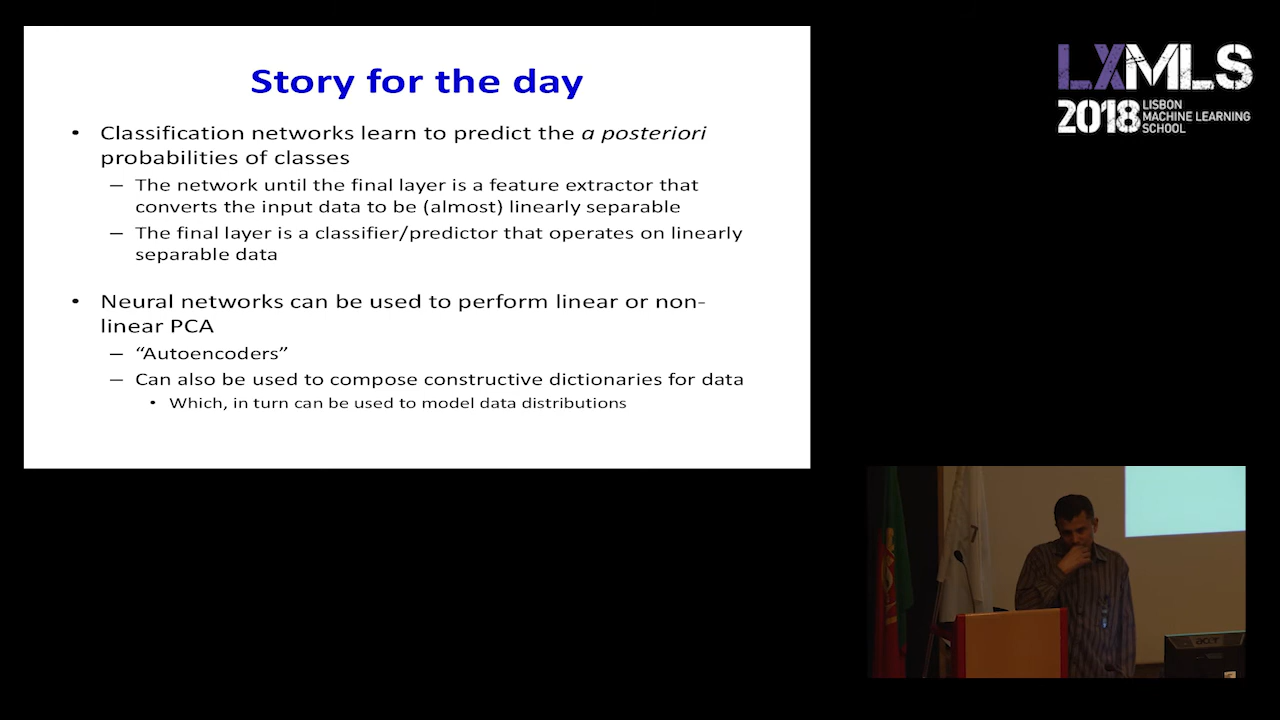 Story for the day
• Classification networks learn to predict the a posteriori
probabilities of classes
– The network until the final layer is a feature extractor that
converts the input data to be (almost) linearly separable
– The final layer is a classifier/predictor that operates on linearly
separable data
• Neural networks can be used to perform linear or non-
linear PCA
– “Autoencoders”
– Can also be used to compose constructive dictionaries for data
• Which, in turn can be used to model data distributions
LXMLS
2018 LISBON
MACHINE LEARNING
SCHOOL
acer